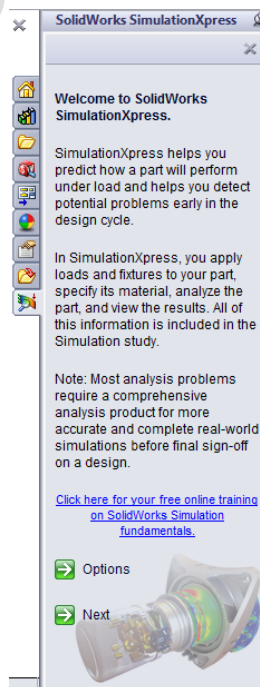 SolidWorks SimulationXpress
Welcome to SolidWorks
SimulationXpress.
SimulationXpress helps you
predict how a part will perform
under load and helps you detect
potential problems early in the
design cycle.
In SimulationXpress, you apply
loads and fixtures to your part,
specify its material, analyze the
part, and view the results. All of
this information is included in the
Simulation study.
Note: Most analysis problems
require a comprehensive
analysis product for more
accurate and complete real-world
simulations before final sign-off
on a design.
Click here for your free online training
on SolidWorks Simulation
fundamentals.
Options
Next